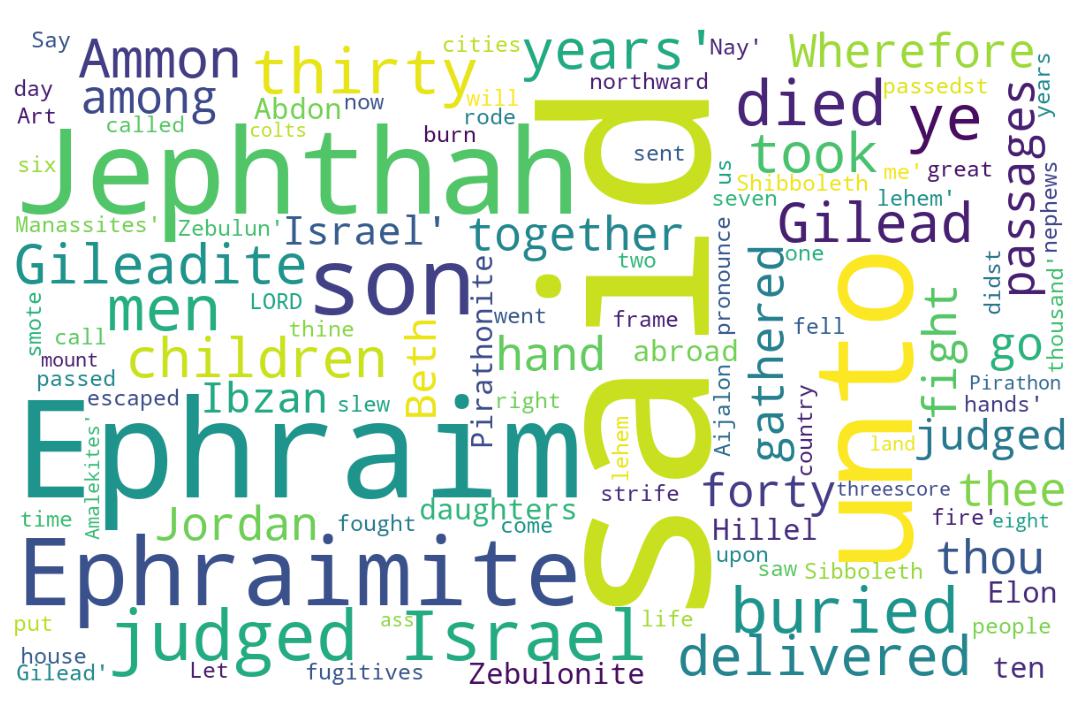 Say
Ammon
thirty
cities
years'
Nay'
Wherefore
day
among
Abdon
now
will
northward
died
passedst
ye
passages
years
Art
called
colts
rode
burn
said
took
six
Jephthah
sent
us
Shibboleth
me'
great
seven
lehem'
nephews
Manassites'
Zebulun'
Israel'
together
Gilead
Gileadite
son
Pirathonite
two
pronounce
gathered
one
unto
didst
thousand'
smote
men
LORD
went
frame
fell
fight
go
call
thine
children
Beth
hand
abroad
mount
passed
Aijalon
Pirathon
escaped
Ibzan
slew
right
country
hands'
Ephraim
lehem
land
judged
Amalekites'
strife
forty
threescore
thee
time
Jordan
fought
daughters
come
Hillel
fire'
eight
Ephraimite
upon
saw
Sibboleth
thou
Elon
put
judged
ass
Israel
life
buried
people
house
Gilead'
Let
fugitives
Zebulonite
delivered
ten